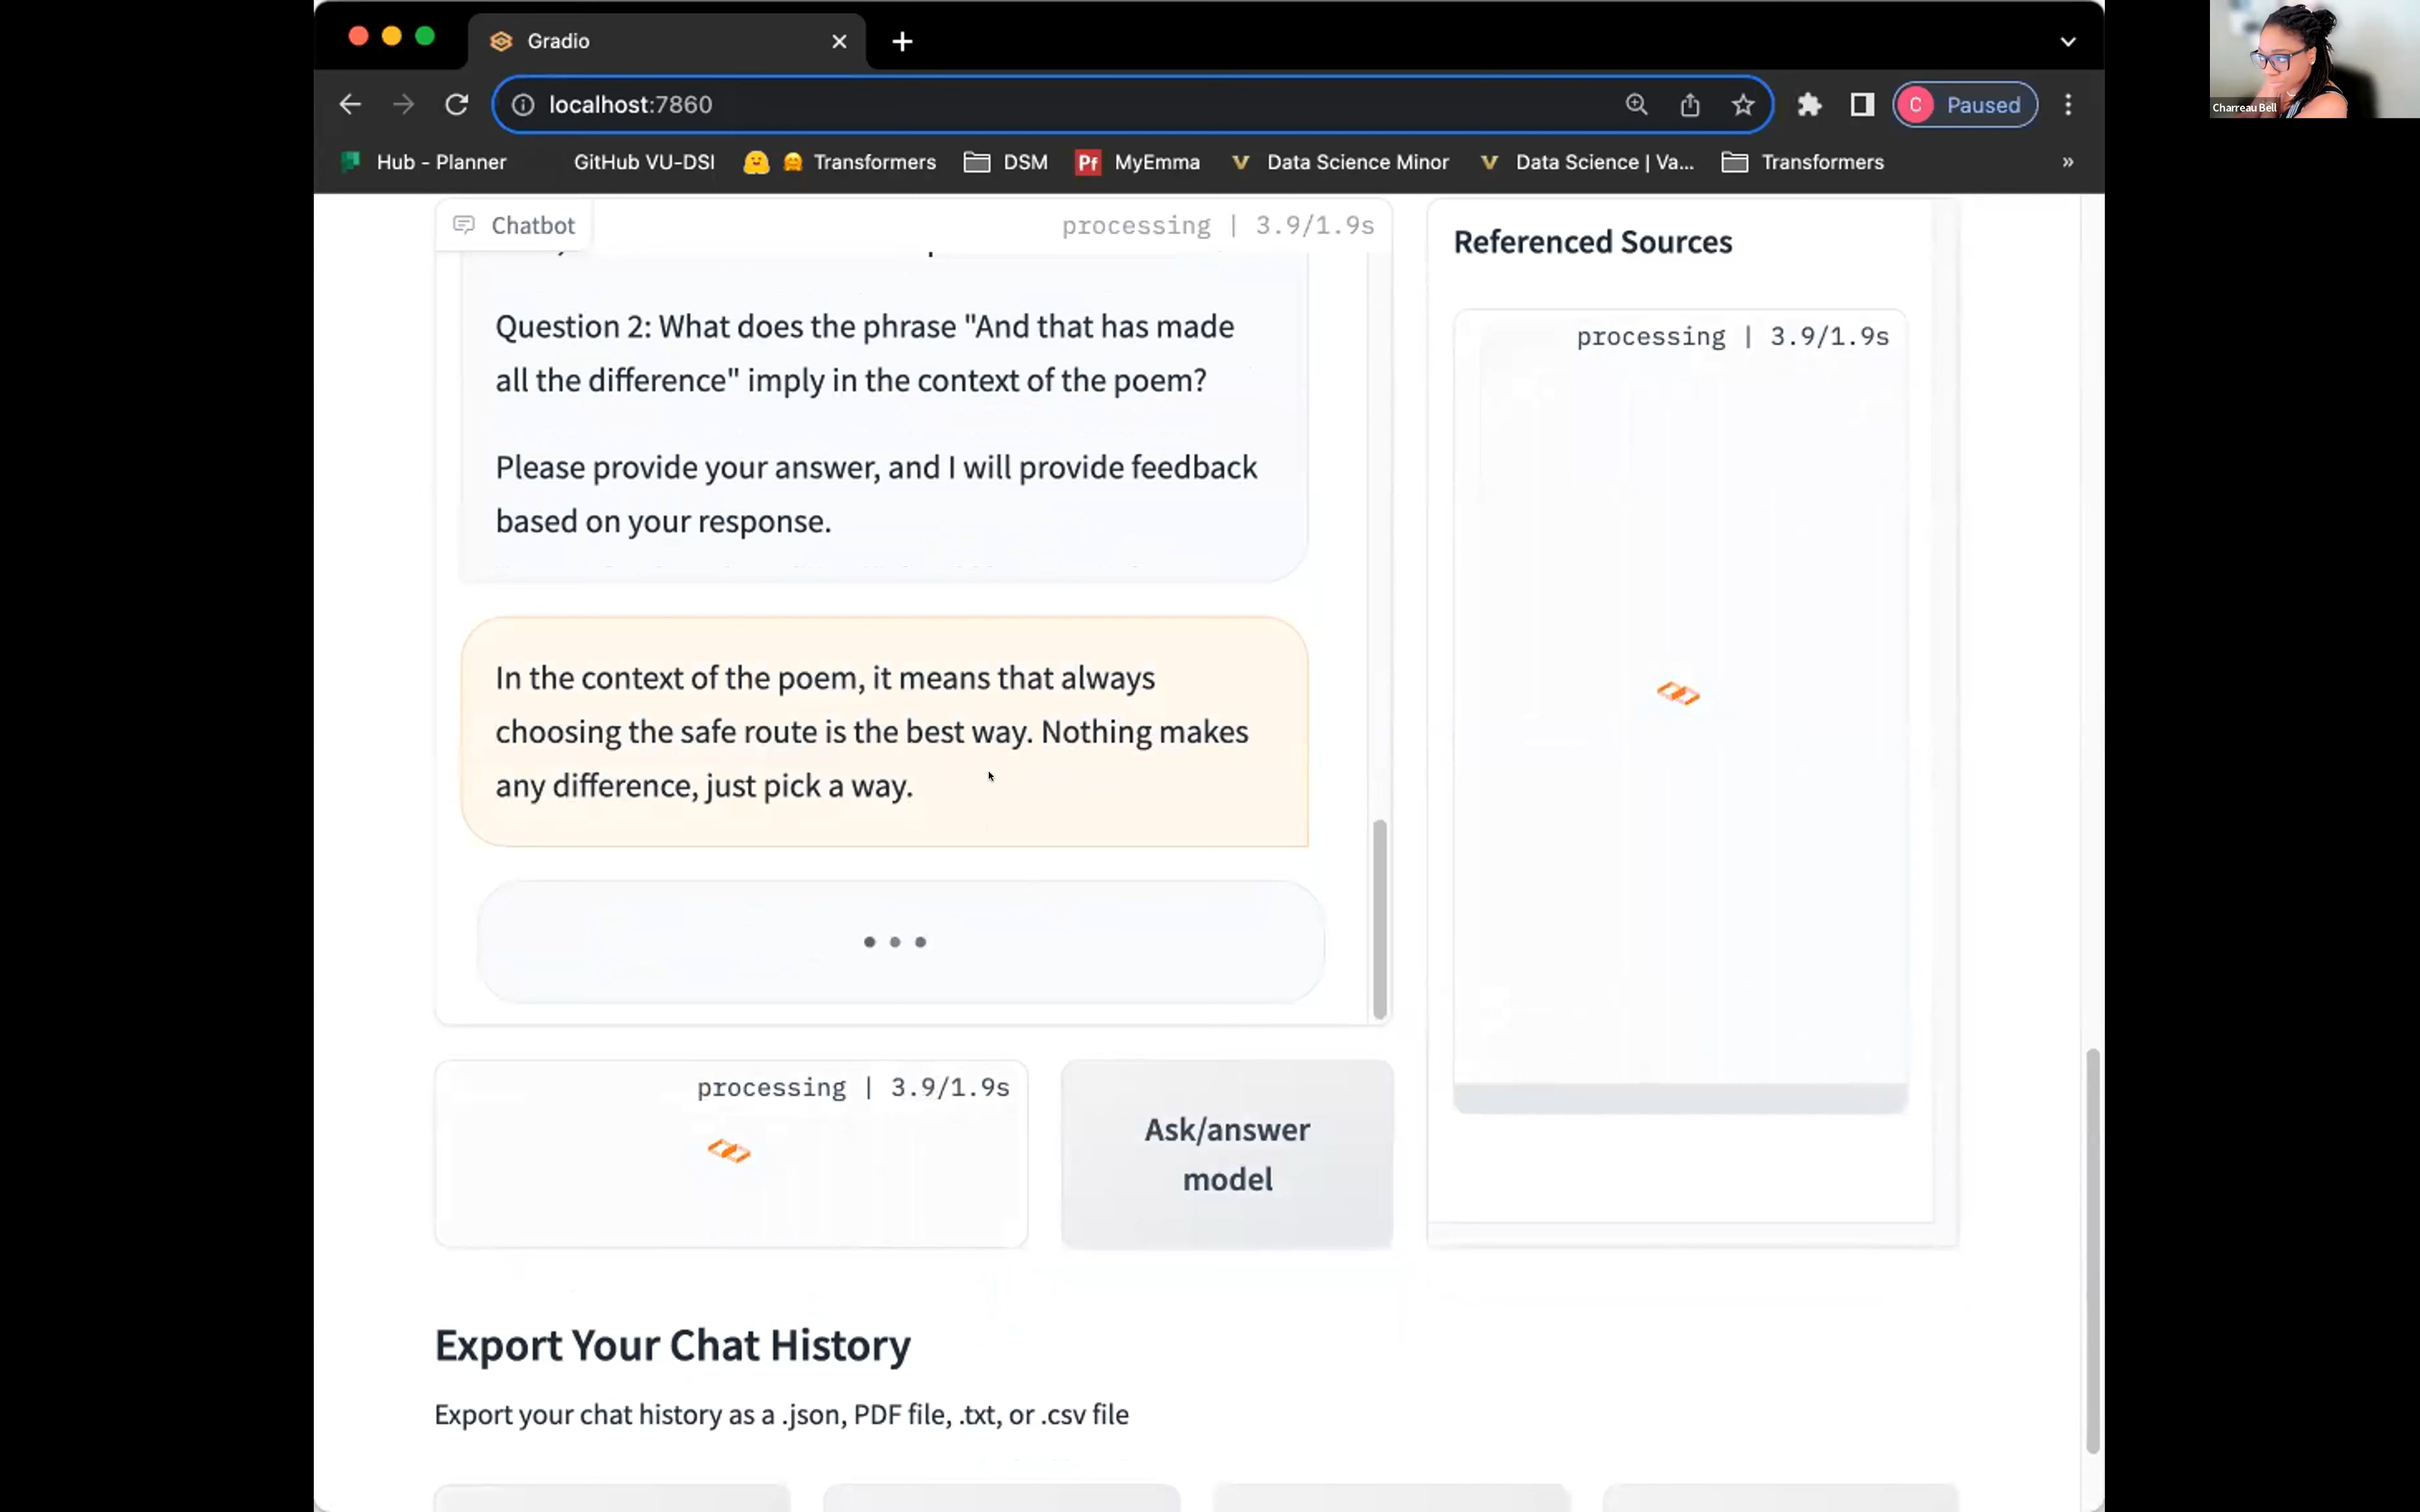 Gradio
localhost:7860
C Paused
Hub - Planner
GitHub VU-DSI
Transformers
DSM
Pf MyEmma
Data Science Minor
Data Science | Va...
Transformers
»
Charreau Bell
Chatbot
processing | 3.9/1.9s
Question 2: What does the phrase "And that has made
all the difference" imply in the context of the poem?
Please provide your answer, and I will provide feedback
based on your response.
In the context of the poem, it means that always
choosing the safe route is the best way. Nothing makes
any difference, just pick a way.
processing | 3.9/1.9s
Ask/answer
model
Referenced Sources
processing | 3.9/1.9s
Export Your Chat History
Export your chat history as a .json, PDF file, .txt, or .csv file